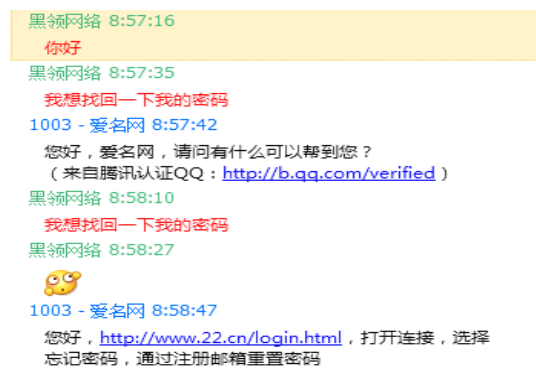 黑领网络 8:57:16
你好
黑领网络 8:57:35
我想找回一下我的密码
1003 - 爱名网 8:57:42
您好，爱名网，请问有什么可以帮到您？
（来自腾讯认证QQ：http://b.qq.com/verified）
黑领网络 8:58:10
我想找回一下我的密码
黑领网络 8:58:27
1003 - 爱名网 8:58:47
您好，http://www.22.cn/login.html，打开连接，选择
忘记密码，通过注册邮箱重置密码